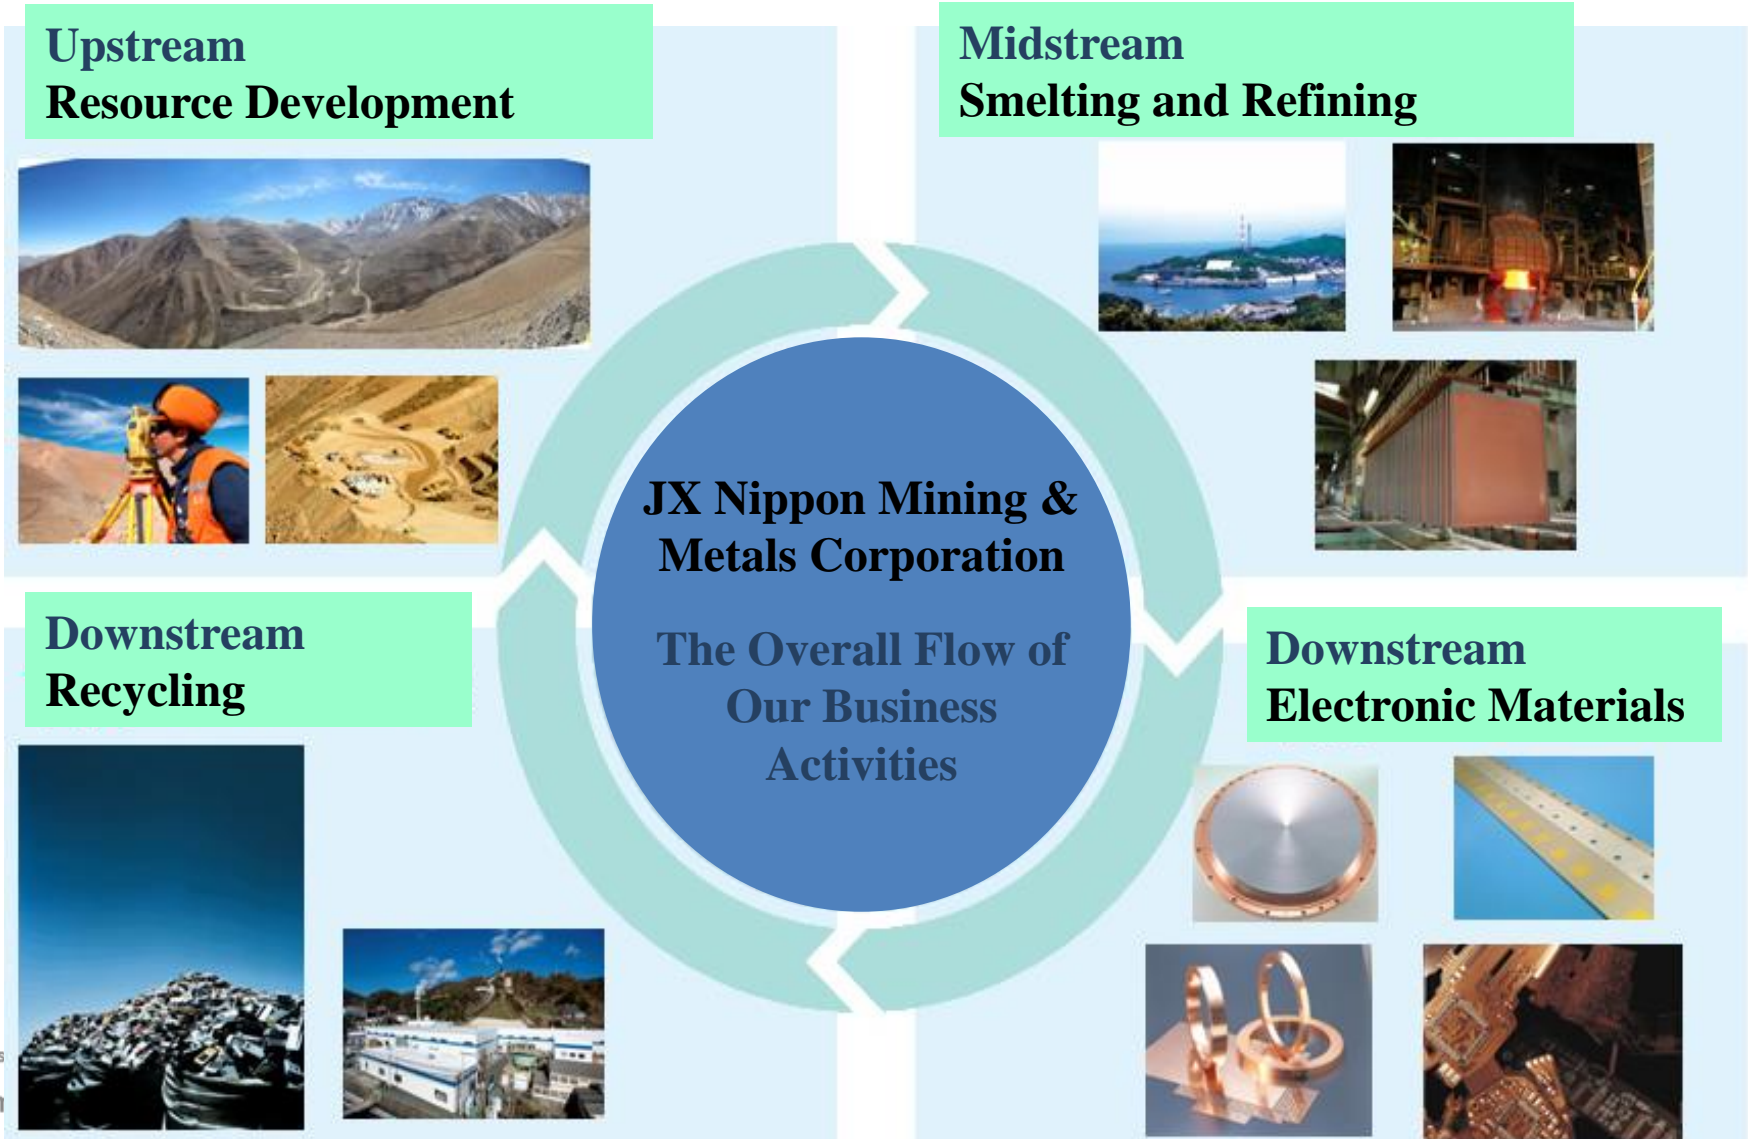 Upstream
Resource Development
Midstream
Smelting and Refining
JX Nippon Mining &
Metals Corporation
The Overall Flow of
Our Business
Activities
Downstream
Recycling
Downstream
Electronic Materials